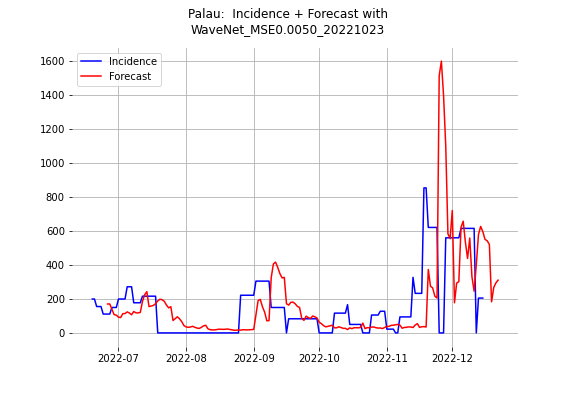 Palau:  Incidence + Forecast with
WaveNet_MSE0.0050_20221023
Incidence
Forecast
1600
1400
1200
1000
800
600
400
200
0
2022-07 2022-08 2022-09 2022-10 2022-11 2022-12